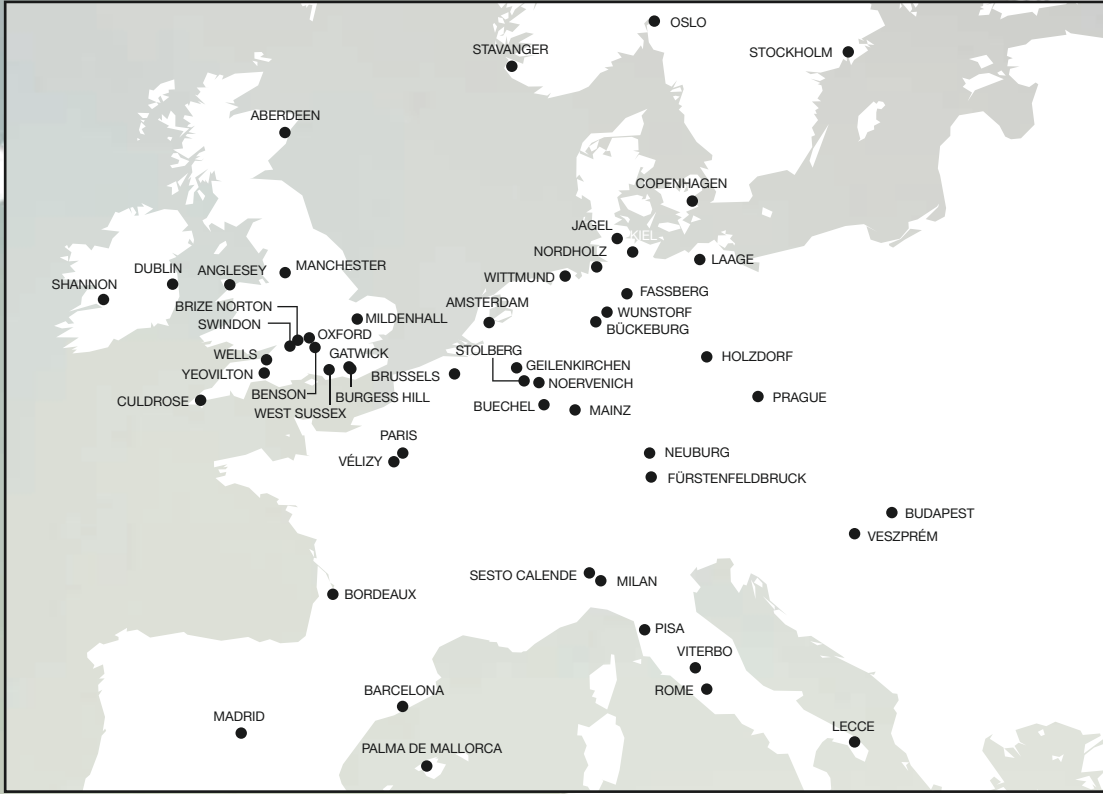 OSLO
STAVANGER
STOCKHOLM
ABERDEEN
COPENHAGEN
JAGEL
KIEL
NORDHOLZ
LAAGE
DUBLIN
ANGLESEY
MANCHESTER
WITTMUND
SHANNON
FASSBERG
AMSTERDAM
BRIZE NORTON
WUNSTORF
MILDENHALL
SWINDON
BÜCKEBURG
OXFORD
STOLBERG
WELLS
GATWICK
HOLZDORF
GEILENKIRCHEN
YEOVILTON
BRUSSELS
NOERVENICH
BENSON
BURGESS HILL
PRAGUE
CULDROSE
BUECHEL
MAINZ
WEST SUSSEX
PARIS
NEUBURG
VÉLIZY
FÜRSTENFELDBRUCK
BUDAPEST
VESZPRÉM
SESTO CALENDE
MILAN
BORDEAUX
PISA
VITERBO
ROME
BARCELONA
MADRID
LECCE
PALMA DE MALLORCA